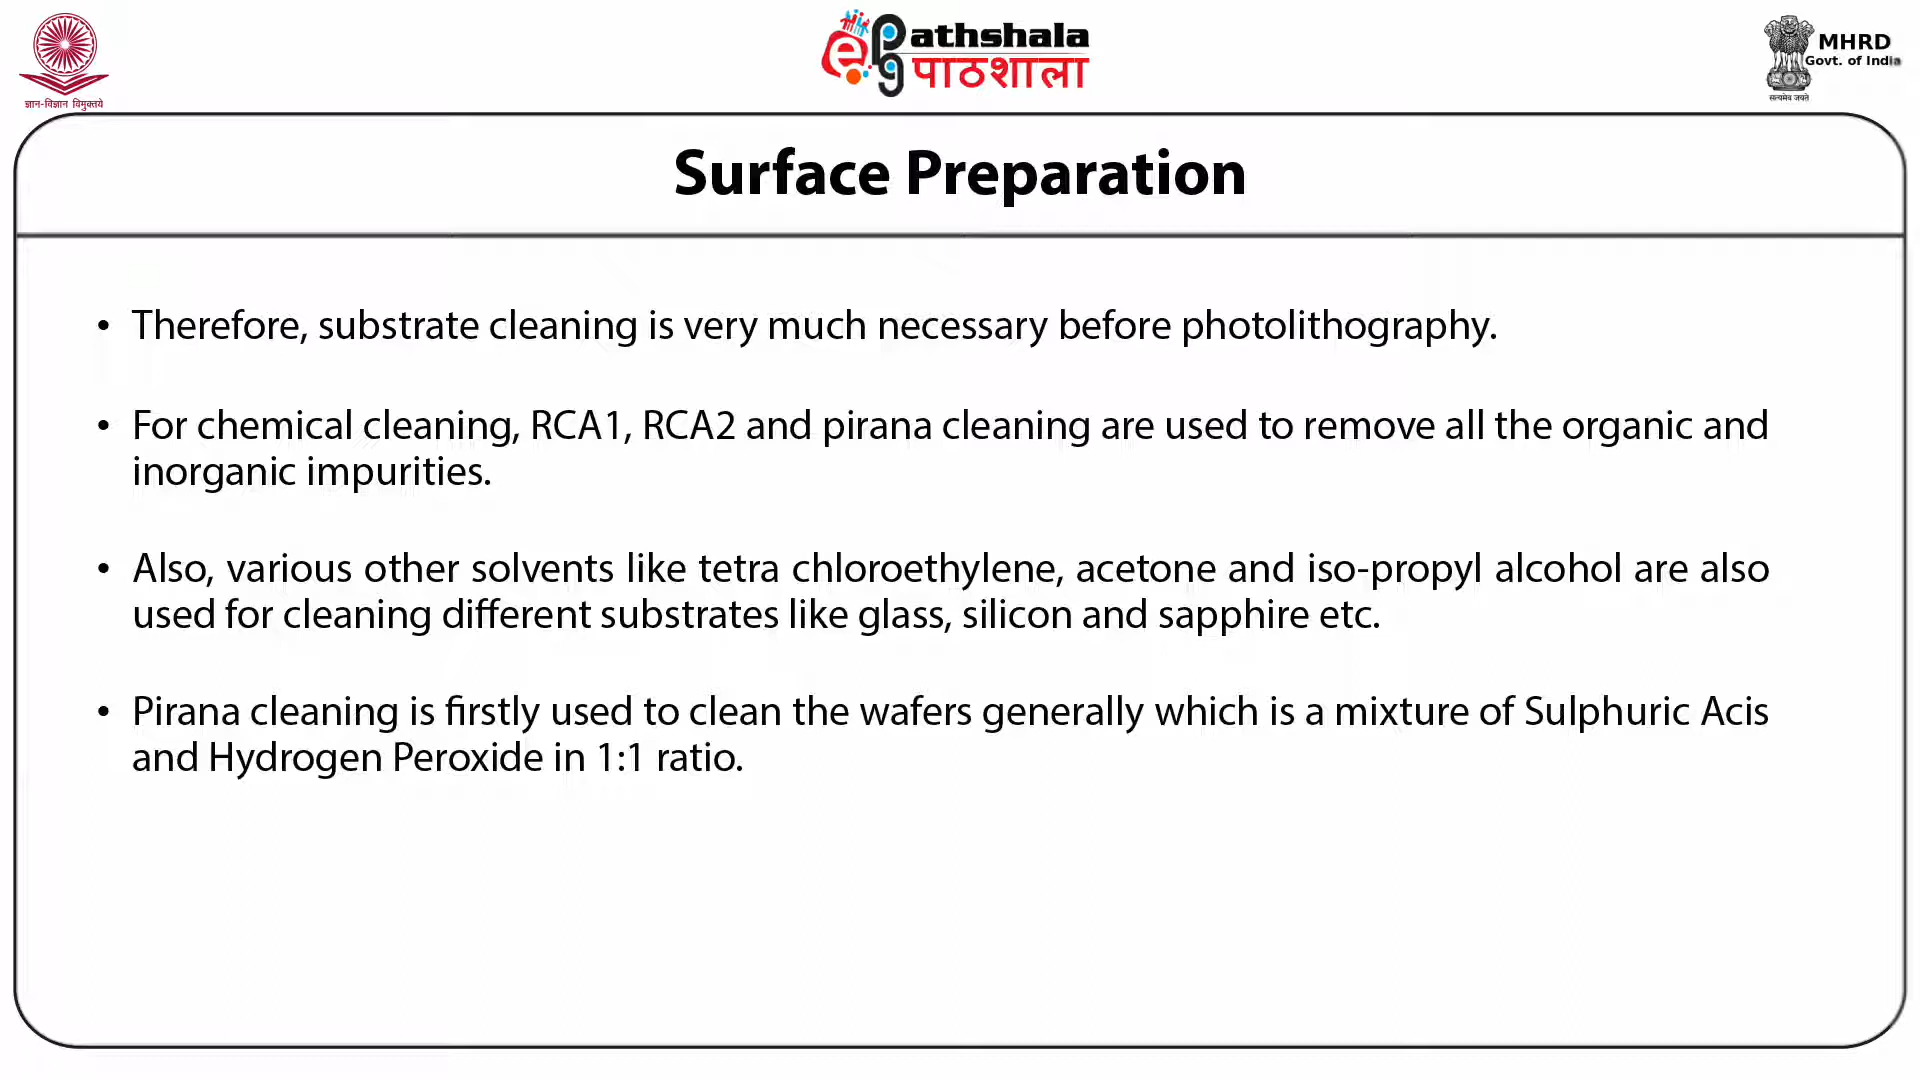 ज्ञान-विज्ञान विमुक्तये
ePG athshala
पाठशाला
MHRD
Govt. of India
सत्यमेव जयते
Surface Preparation
• Therefore, substrate cleaning is very much necessary before photolithography.
• For chemical cleaning, RCA1, RCA2 and pirana cleaning are used to remove all the organic and
inorganic impurities.
• Also, various other solvents like tetra chloroethylene, acetone and iso-propyl alcohol are also
used for cleaning different substrates like glass, silicon and sapphire etc.
• Pirana cleaning is firstly used to clean the wafers generally which is a mixture of Sulphuric Acis
and Hydrogen Peroxide in 1:1 ratio.